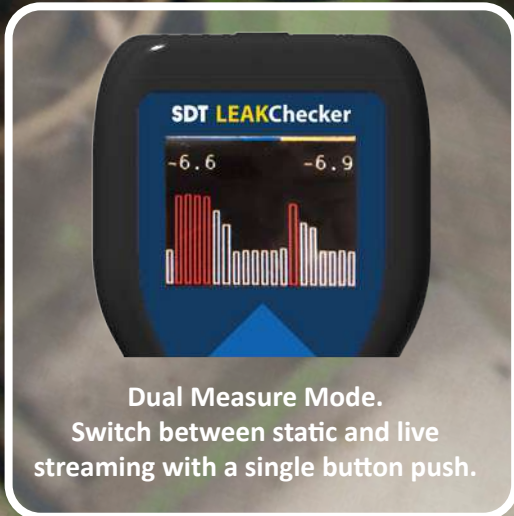 SDT LEAKChecker
-6.6 -6.9
Dual Measure Mode.
Switch between static and live
streaming with a single button push.